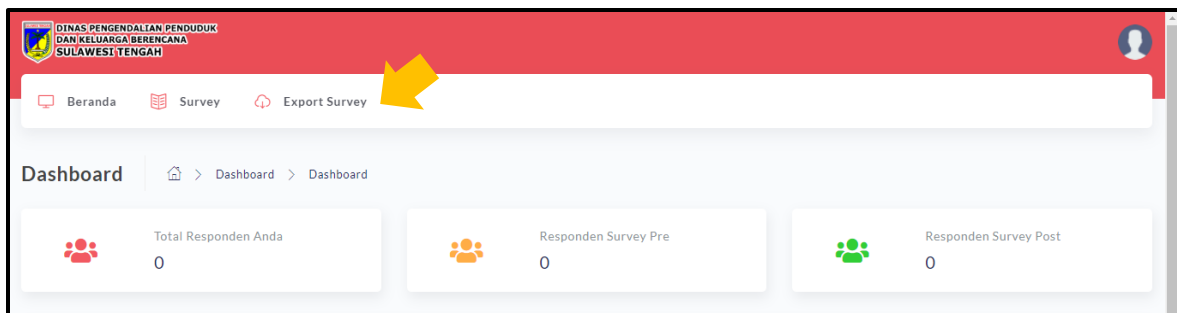 DINAS PENGENDALIAN PENDUDUK
DAN KELUARGA BERENCANA
SULAWESI TENGAH
Beranda Survey Export Survey
Dashboard > Dashboard > Dashboard
Total Responden Anda
0
Responden Survey Pre
0
Responden Survey Post
0